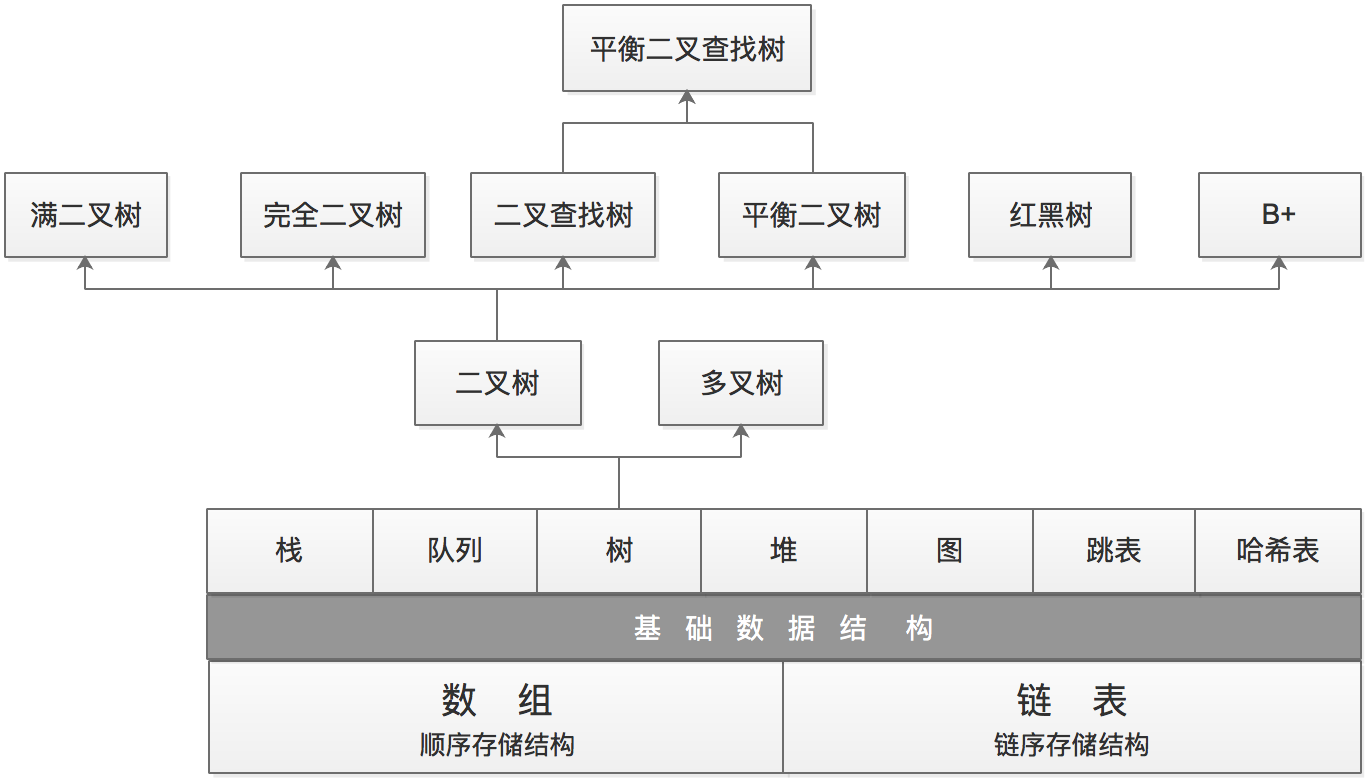 平衡二叉查找树
满二叉树
完全二叉树
二叉查找树
平衡二叉树
红黑树
B+
二叉树
多叉树
栈
队列
树
堆
图
跳表
哈希表
基 础 数 据 结 构
数 组
顺序存储结构
链 表
链序存储结构